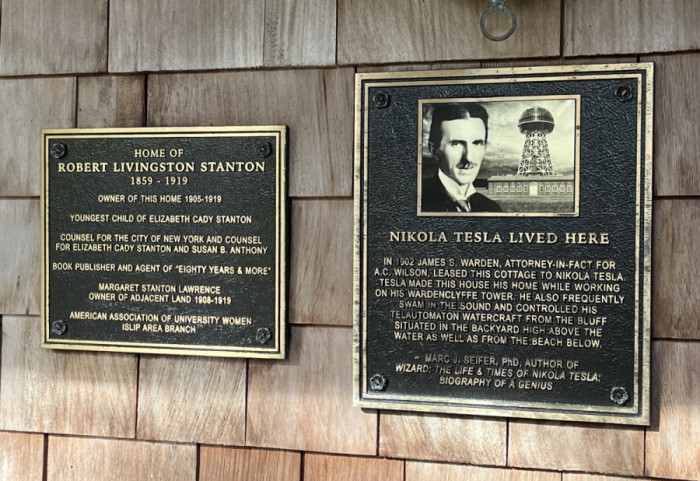 HOME OF
ROBERT LIVINGSTON STANTON
1859 - 1919
OWNER OF THIS HOME 1905-1919
YOUNGEST CHILD OF ELIZABETH CADY STANTON
COUNSEL FOR THE CITY OF NEW YORK AND COUNSEL
FOR ELIZABETH CADY STANTON AND SUSAN B. ANTHONY
BOOK PUBLISHER AND AGENT OF "EIGHTY YEARS & MORE"
MARGARET STANTON LAWRENCE
OWNER OF ADJACENT LAND 1908-1919
AMERICAN ASSOCIATION OF UNIVERSITY WOMEN
ISLIP AREA BRANCH
NIKOLA TESLA LIVED HERE
IN 1902 JAMES S. WARDEN, ATTORNEY-IN-FACT FOR
A.C. WILSON, LEASED THIS COTTAGE TO NIKOLA TESLA.
TESLA MADE THIS HOUSE HIS HOME WHILE WORKING
ON HIS WARDENCLYFFE TOWER. HE ALSO FREQUENTLY
SWAM IN THE SOUND AND CONTROLLED HIS
TELAUTOMATON WATERCRAFT FROM THE BLUFF
SITUATED IN THE BACKYARD HIGH ABOVE THE
WATER AS WELL AS FROM THE BEACH BELOW.
- MARC J. SEIFER, PhD, AUTHOR OF
WIZARD: THE LIFE & TIMES OF NIKOLA TESLA:
BIOGRAPHY OF A GENIUS